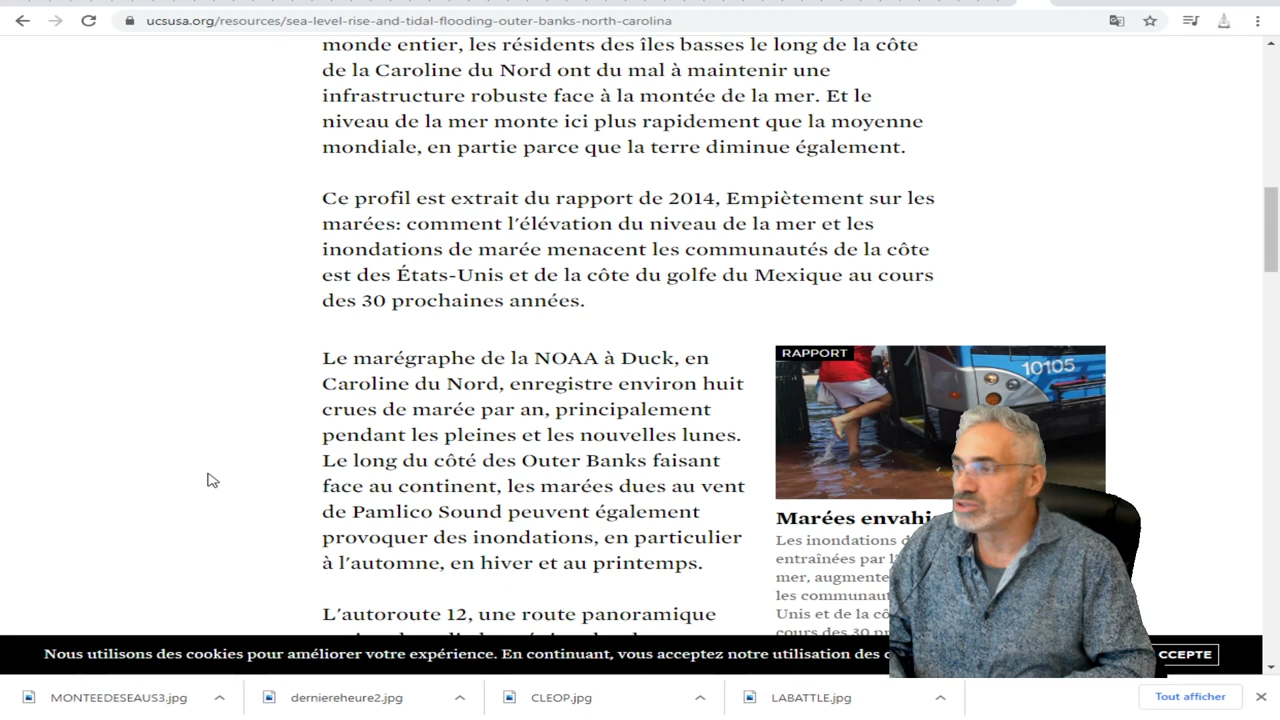 ucsusa.org/resources/sea-level-rise-and-tidal-flooding-outer-banks-north-carolina
monde entier, les résidents des îles basses le long de la côte
de la Caroline du Nord ont du mal à maintenir une
infrastructure robuste face à la montée de la mer. Et le
niveau de la mer monte ici plus rapidement que la moyenne
mondiale, en partie parce que la terre diminue également.
Ce profil est extrait du rapport de 2014, Empiètement sur les
marées: comment l'élévation du niveau de la mer et les
inondations de marée menacent les communautés de la côte
est des États-Unis et de la côte du golfe du Mexique au cours
des 30 prochaines années.
Le marégraphe de la NOAA à Duck, en
Caroline du Nord, enregistre environ huit
crues de marée par an, principalement
pendant les pleines et les nouvelles lunes.
Le long du côté des Outer Banks faisant
face au continent, les marées dues au vent
de Pamlico Sound peuvent également
provoquer des inondations, en particulier
à l'automne, en hiver et au printemps.
L'autoroute 12, une route panoramique
RAPPORT
10105
Marées envahi
Les inondations d
entraînées par l
mer, augmente
les communau
Unis et de la cô
cours des 30 pr
Nous utilisons des cookies pour améliorer votre expérience. En continuant, vous acceptez notre utilisation des c
CCEPTE
MONTEEDESEAUS3.jpg
derniereheure2.jpg
CLEOP.jpg
LABATTLE.jpg
Tout afficher